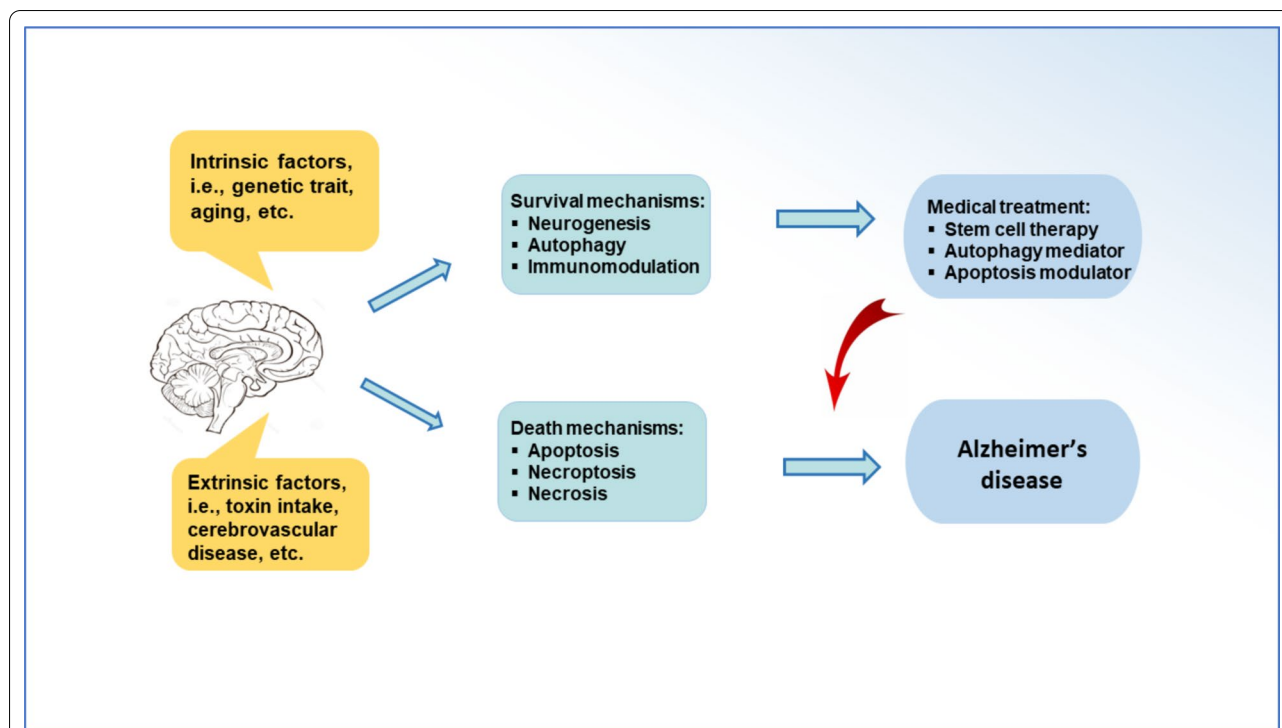 Intrinsic factors,
i.e., genetic trait,
aging, etc.
Survival mechanisms:
▪ Neurogenesis
▪ Autophagy
▪ Immunomodulation
Medical treatment:
▪ Stem cell therapy
▪ Autophagy mediator
▪ Apoptosis modulator
Extrinsic factors,
i.e., toxin intake,
cerebrovascular
disease, etc.
Death mechanisms:
▪ Apoptosis
▪ Necroptosis
▪ Necrosis
Alzheimer’s
disease